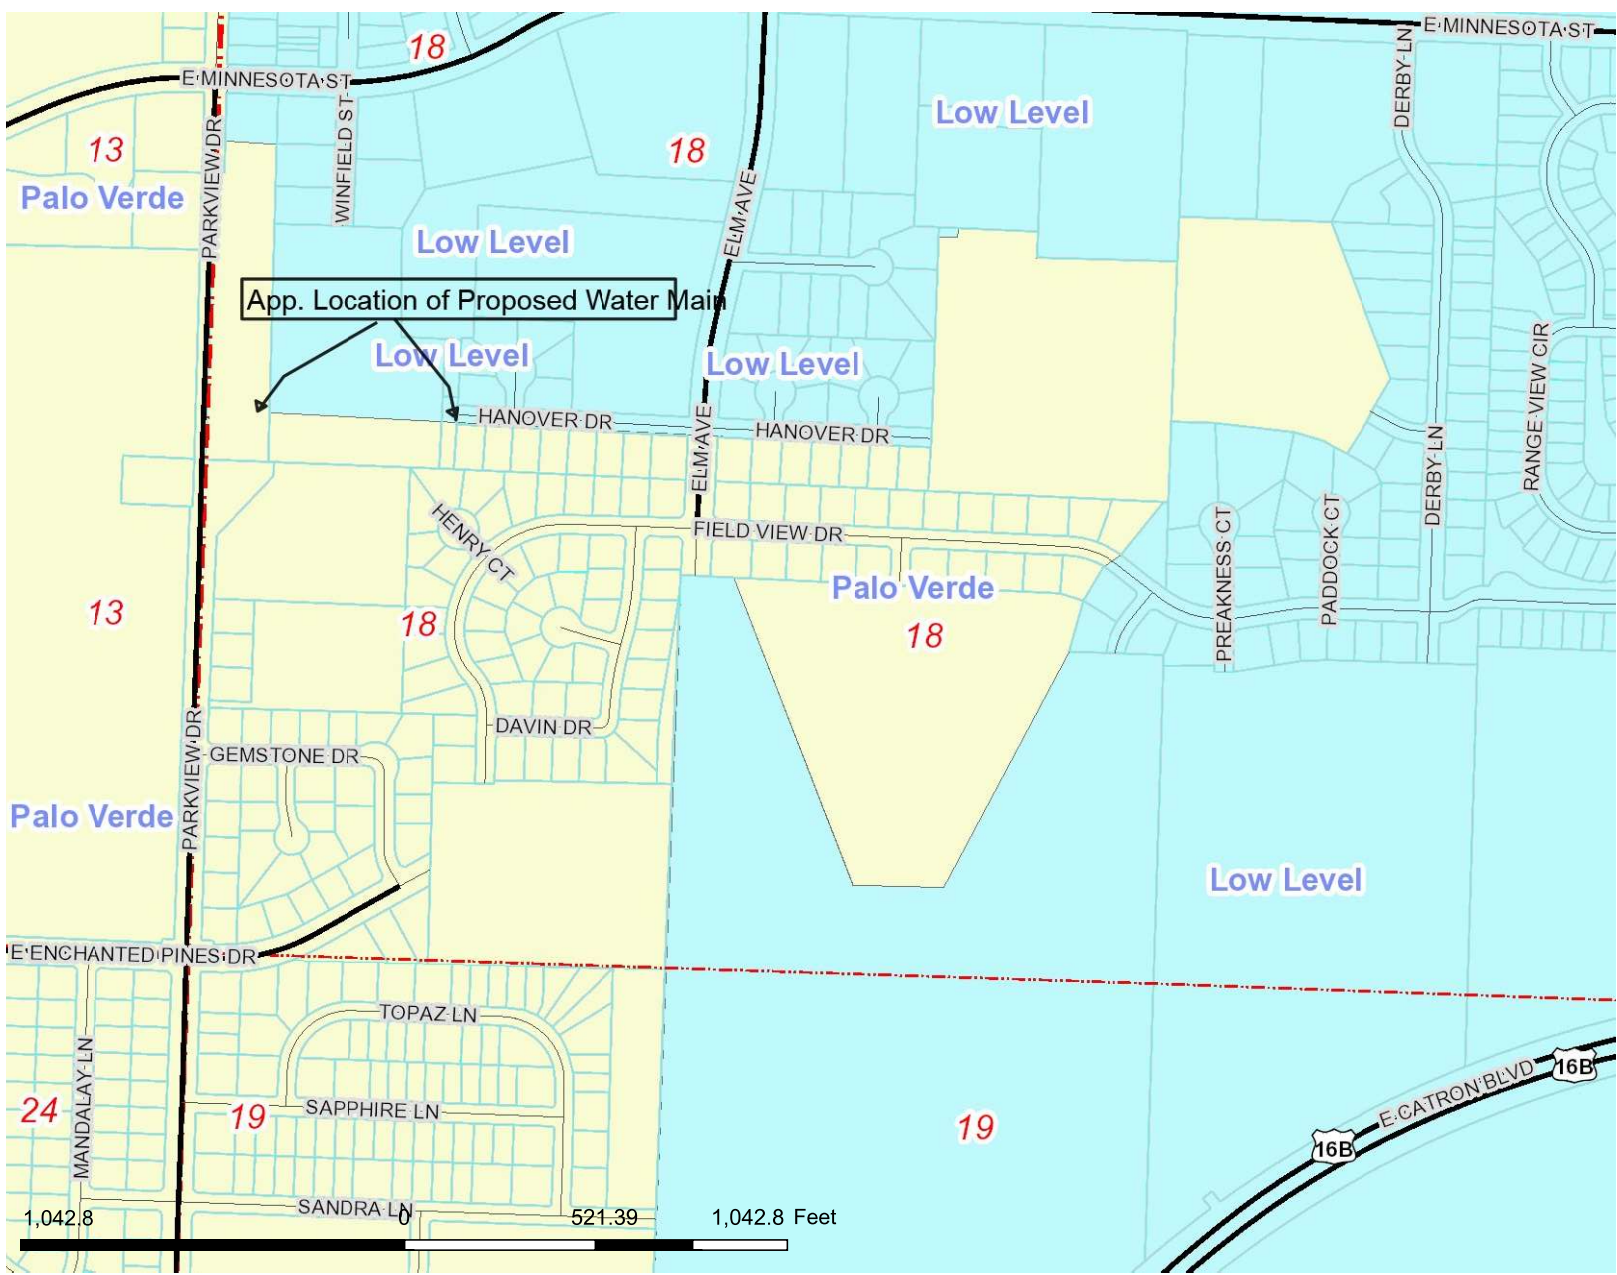 E MINNESOTA ST
18
E MINNESOTA ST
DERBY LN
Low Level
PARKVIEW DR
WINFIELD ST
13
18
Palo Verde
ELM AVE
Low Level
App. Location of Proposed Water Main
Low Level
Low Level
RANGE VIEW CIR
HANOVER DR
HANOVER DR
ELM AVE
DERBY LN
HENRY CT
FIELD VIEW DR
PREAKNESS CT
PADDOCK CT
Palo Verde
13
18
18
DAVIN DR
PARKVIEW DR
GEMSTONE DR
Palo Verde
Low Level
E ENCHANTED PINES DR
TOPAZ LN
MANDALAY LN
16B
E CATRON BLVD
24
19
SAPPHIRE LN
19
16B
SANDRA LN
1,042.8 0 521.39 1,042.8 Feet